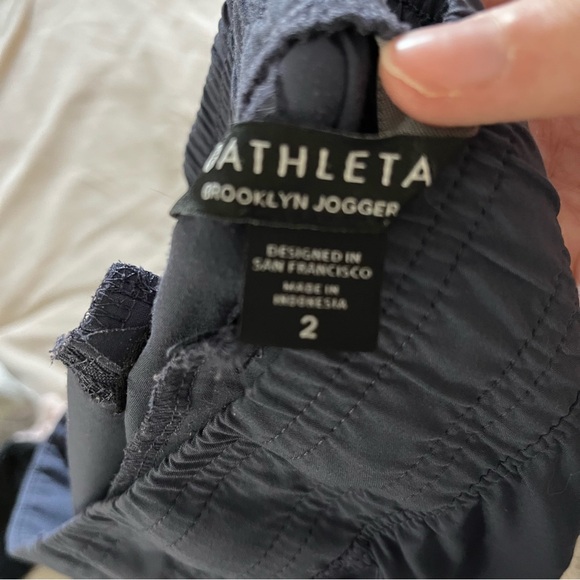 ATHLETA
BROOKLYN JOGGER
DESIGNED IN
SAN FRANCISCO
MADE IN
INDONESIA
2